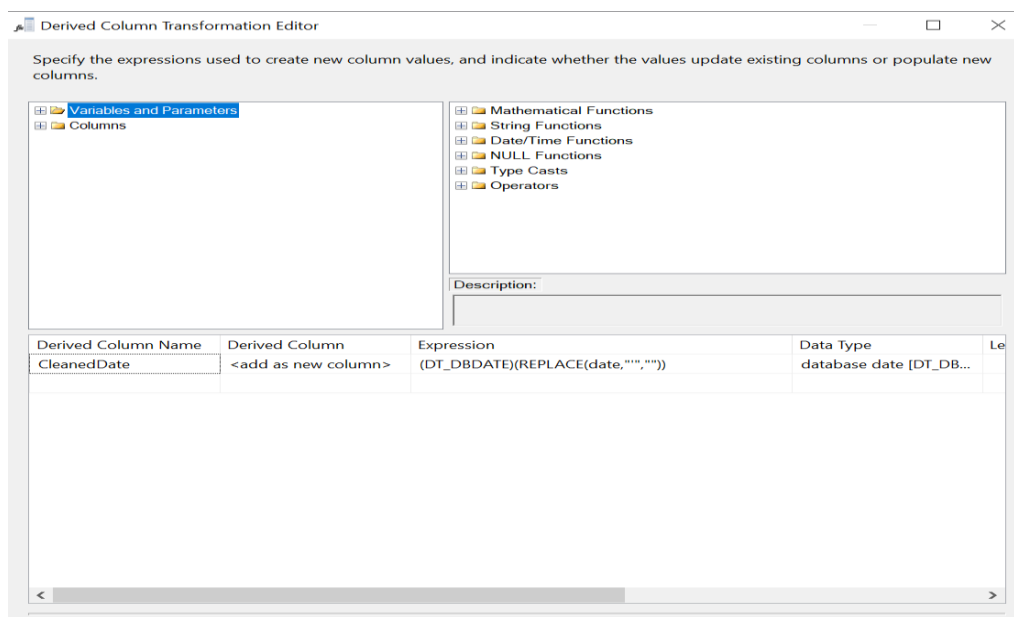 Derived Column Transformation Editor
Specify the expressions used to create new column values, and indicate whether the values update existing columns or populate new
columns.
Variables and Parameters
Columns
Mathematical Functions
String Functions
Date/Time Functions
NULL Functions
Type Casts
Operators
Description:
Derived Column Name Derived Column Expression Data Type Le
CleanedDate <add as new column> (DT_DBDATE)(REPLACE(date,"'","")) database date [DT_DB...